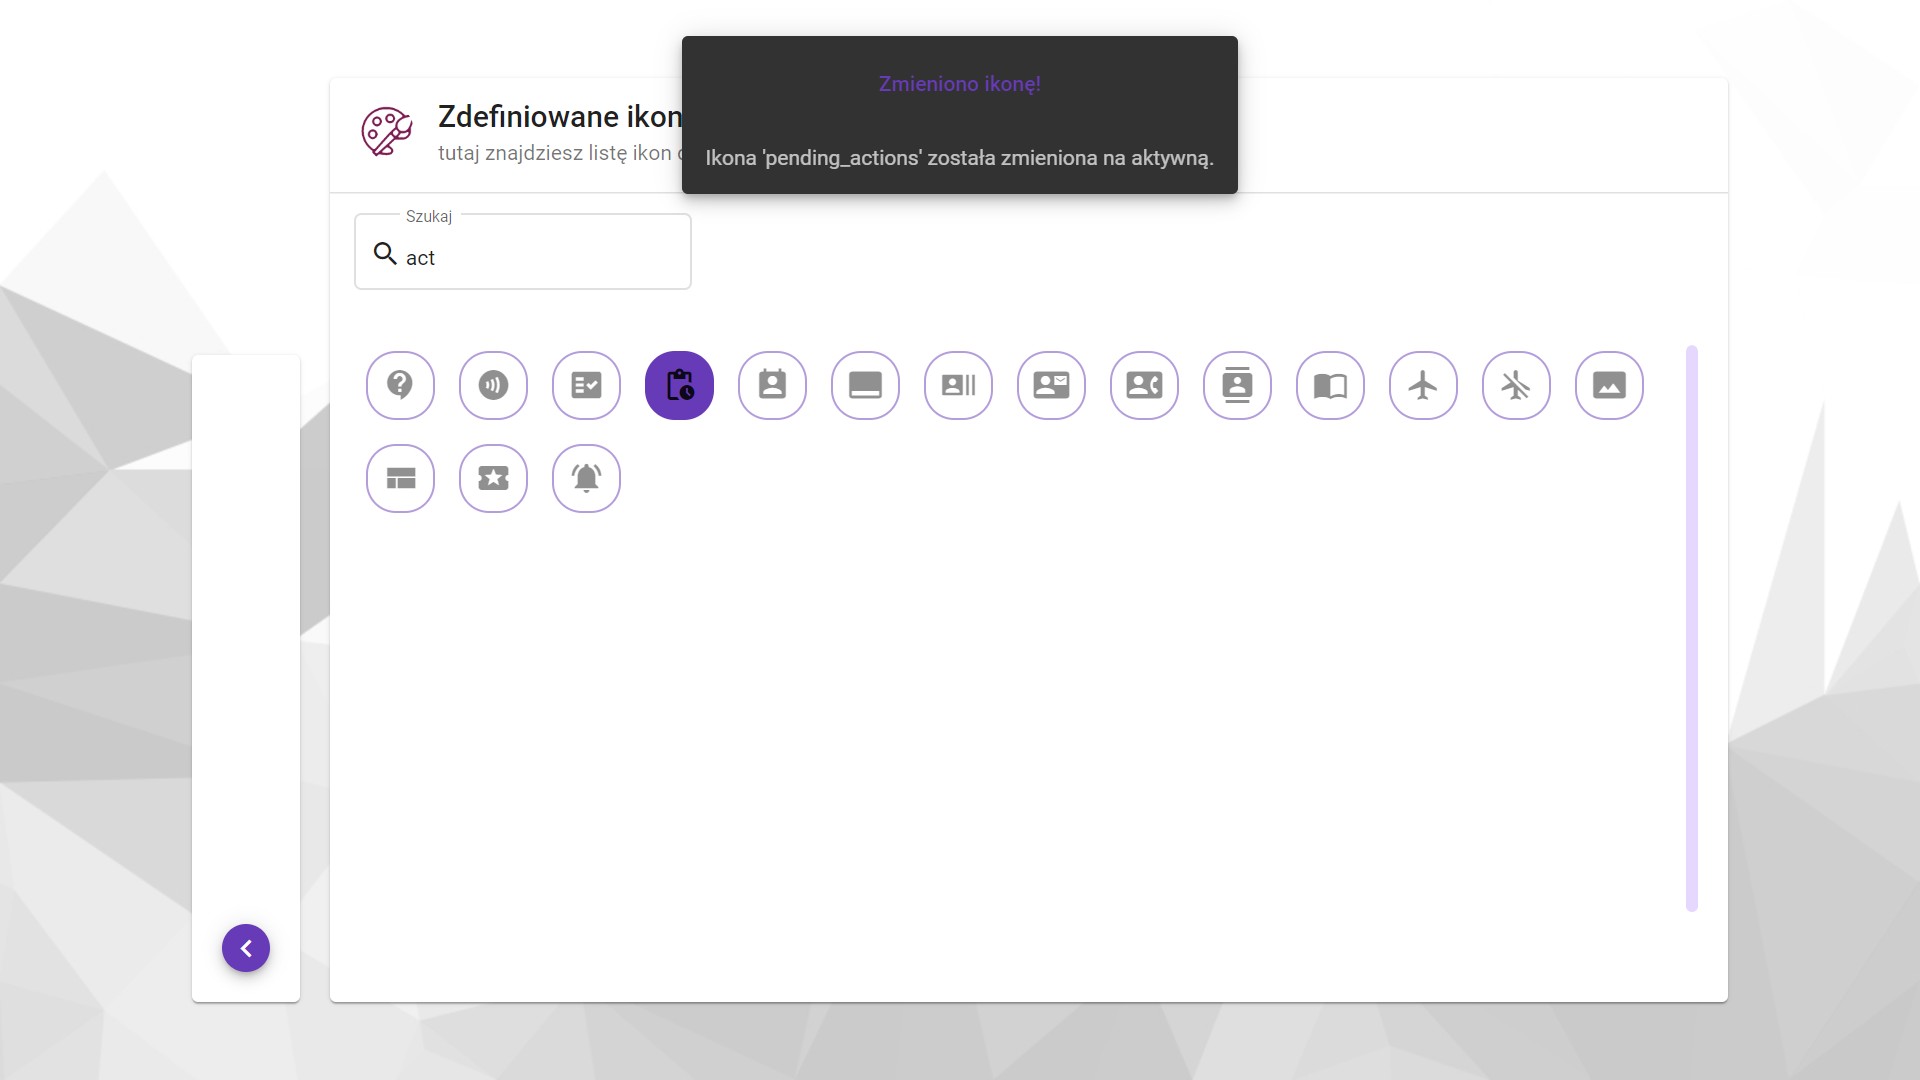 Zmieniono ikonę!
Ikona 'pending_actions' została zmieniona na aktywną.
Zdefiniowane ikon
tutaj znajdziesz listę ikon
Szukaj
act